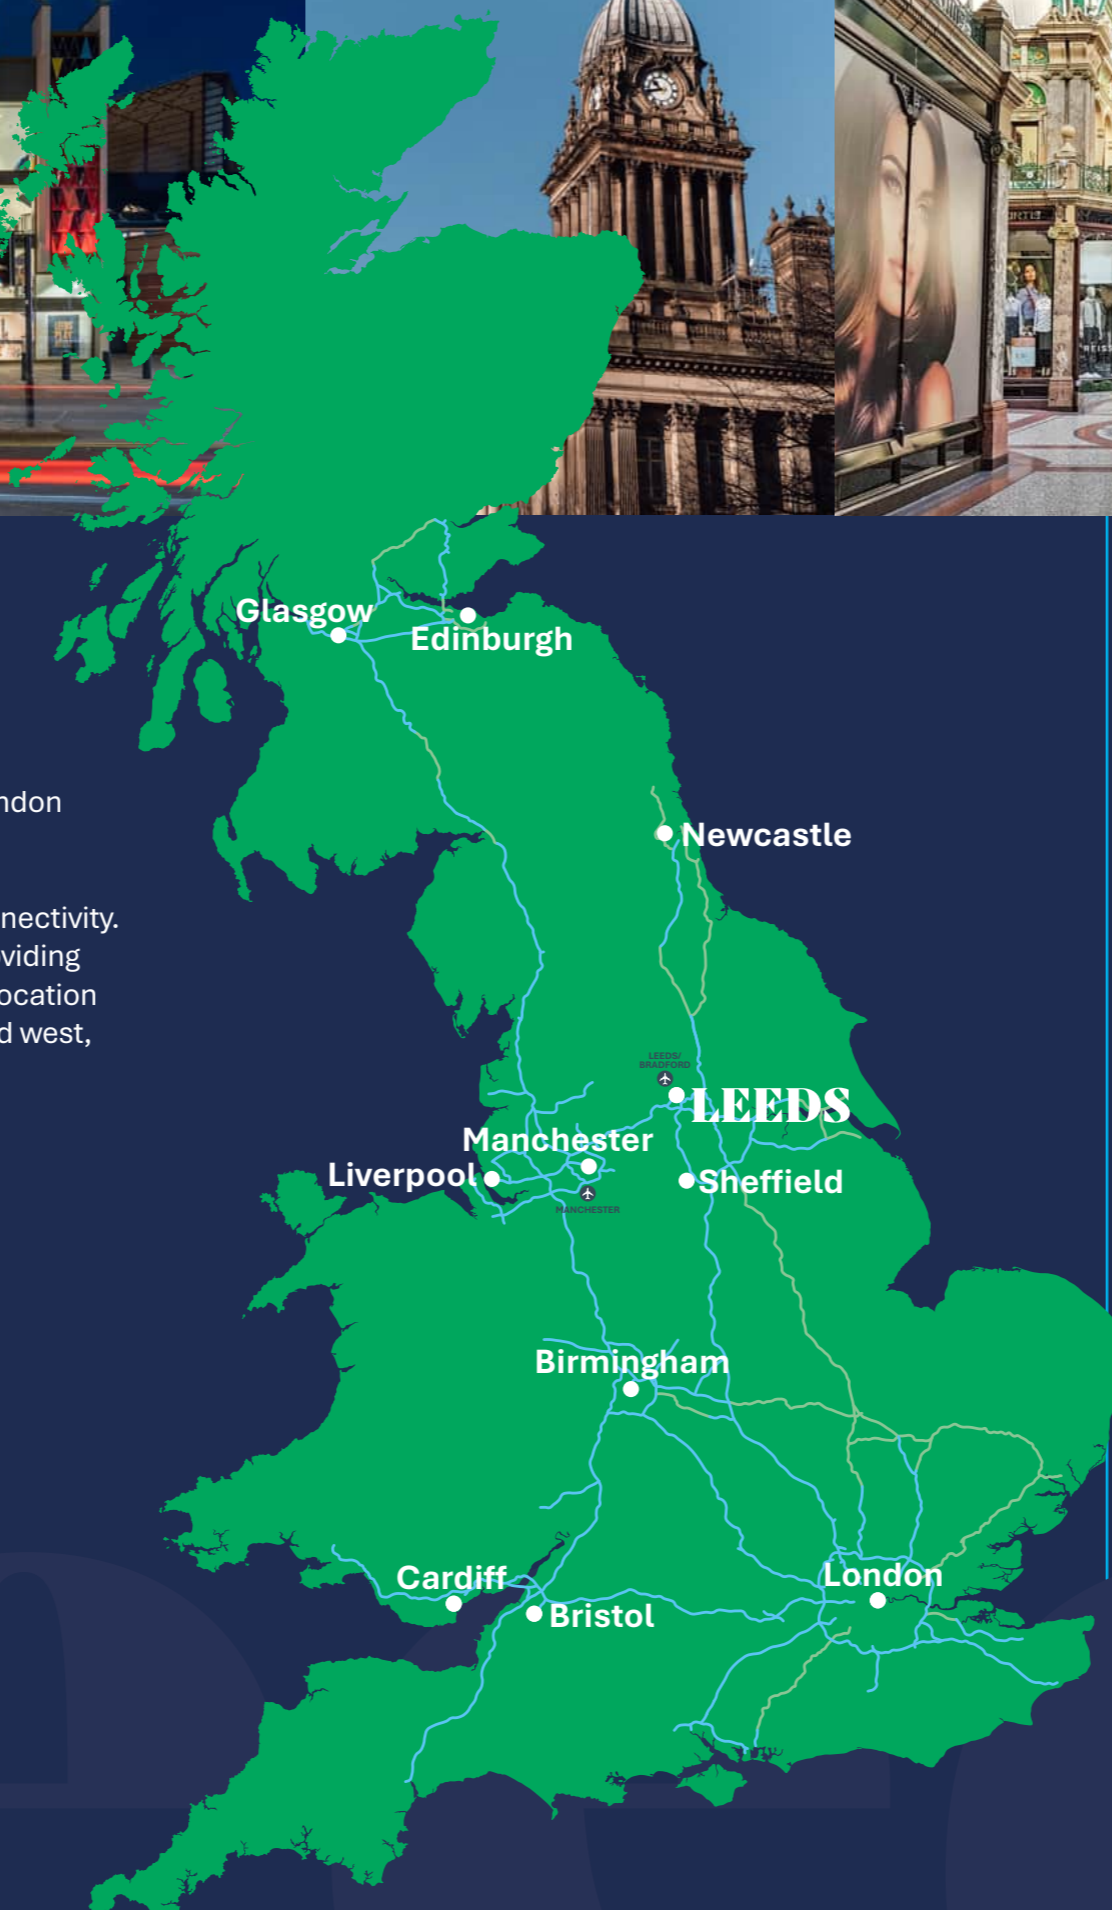 Glasgow
Edinburgh
ndon
Newcastle
nectivity.
viding
ocation
d west,
LEEDS/
BRADFORD
LEEDS
Manchester
Liverpool
Sheffield
MANCHESTER
Birmingham
Cardiff
London
Bristol
REISS